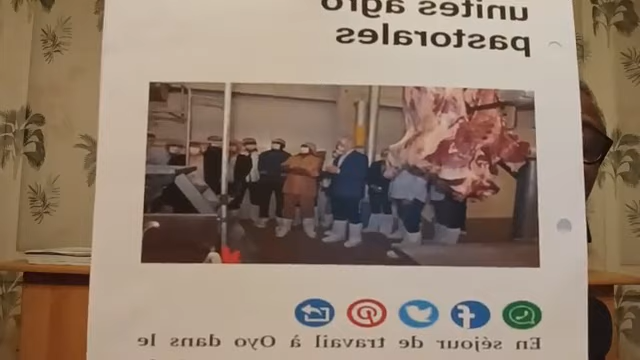 unités agro
pastorales
En séjour de travail à Oyo dans le